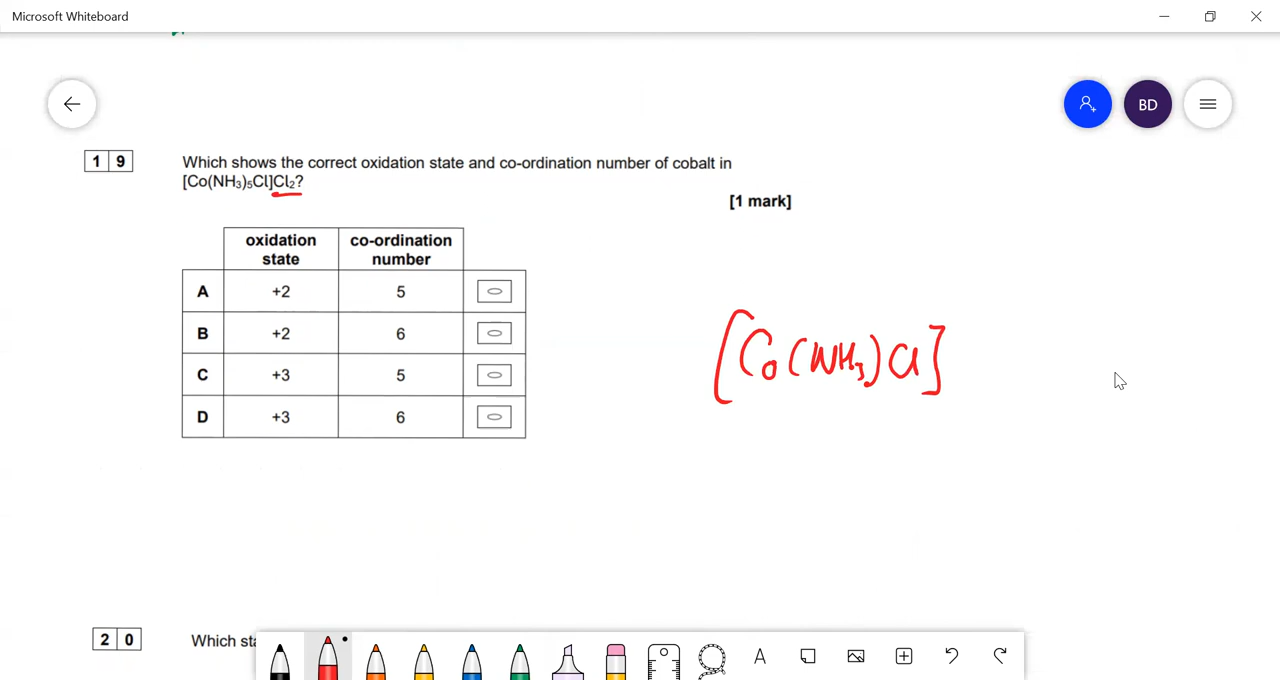 Microsoft Whiteboard
BD
1 9
Which shows the correct oxidation state and co-ordination number of cobalt in
[Co(NH₃)₅Cl]Cl₂?
[1 mark]
oxidation state co-ordination number
A +2 5
B +2 6
C +3 5
D +3 6
[Co(NH₃)Cl]
2 0 Which sta
A